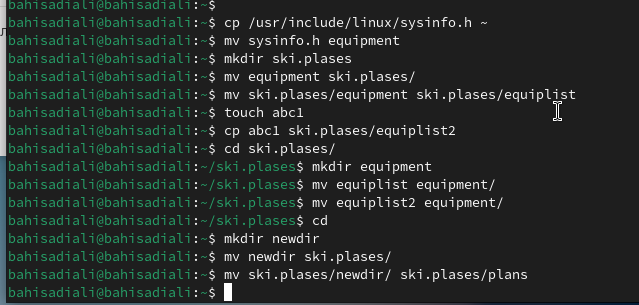 bahisadiali@bahisadiali:~$
bahisadiali@bahisadiali:~$ cp /usr/include/linux/sysinfo.h ~
bahisadiali@bahisadiali:~$ mv sysinfo.h equipment
bahisadiali@bahisadiali:~$ mkdir ski.plases
bahisadiali@bahisadiali:~$ mv equipment ski.plases/
bahisadiali@bahisadiali:~$ mv ski.plases/equipment ski.plases/equiplist
bahisadiali@bahisadiali:~$ touch abc1
bahisadiali@bahisadiali:~$ cp abc1 ski.plases/equiplist2
bahisadiali@bahisadiali:~$ cd ski.plases/
bahisadiali@bahisadiali:~/ski.plases$ mkdir equipment
bahisadiali@bahisadiali:~/ski.plases$ mv equiplist equipment/
bahisadiali@bahisadiali:~/ski.plases$ mv equiplist2 equipment/
bahisadiali@bahisadiali:~/ski.plases$ cd
bahisadiali@bahisadiali:~$ mkdir newdir
bahisadiali@bahisadiali:~$ mv newdir ski.plases/
bahisadiali@bahisadiali:~$ mv ski.plases/newdir/ ski.plases/plans
bahisadiali@bahisadiali:~$